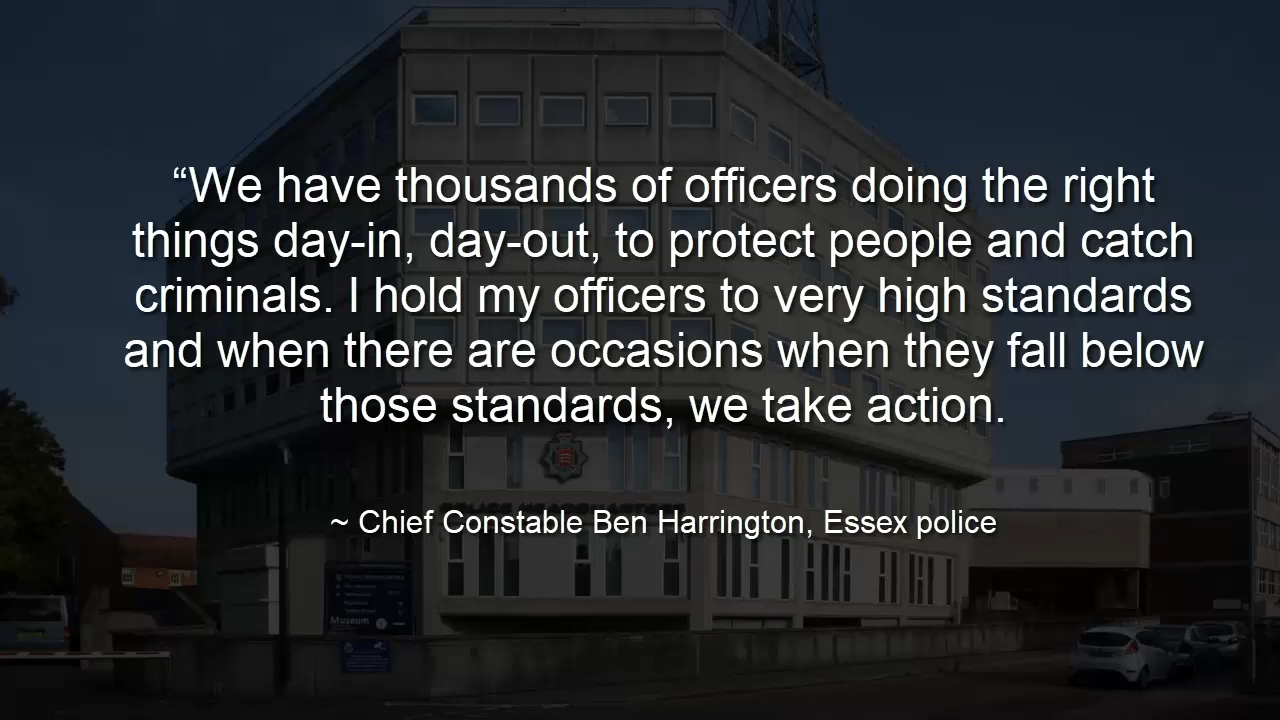 “We have thousands of officers doing the right
things day-in, day-out, to protect people and catch
criminals. I hold my officers to very high standards
and when there are occasions when they fall below
those standards, we take action.
~ Chief Constable Ben Harrington, Essex police
Museum